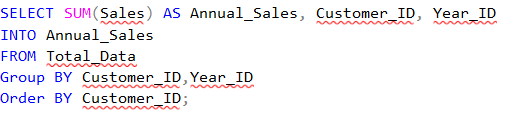 SELECT SUM(Sales) AS Annual_Sales, Customer_ID, Year_ID
INTO Annual_Sales
FROM Total_Data
Group BY Customer_ID,Year_ID
Order BY Customer_ID;